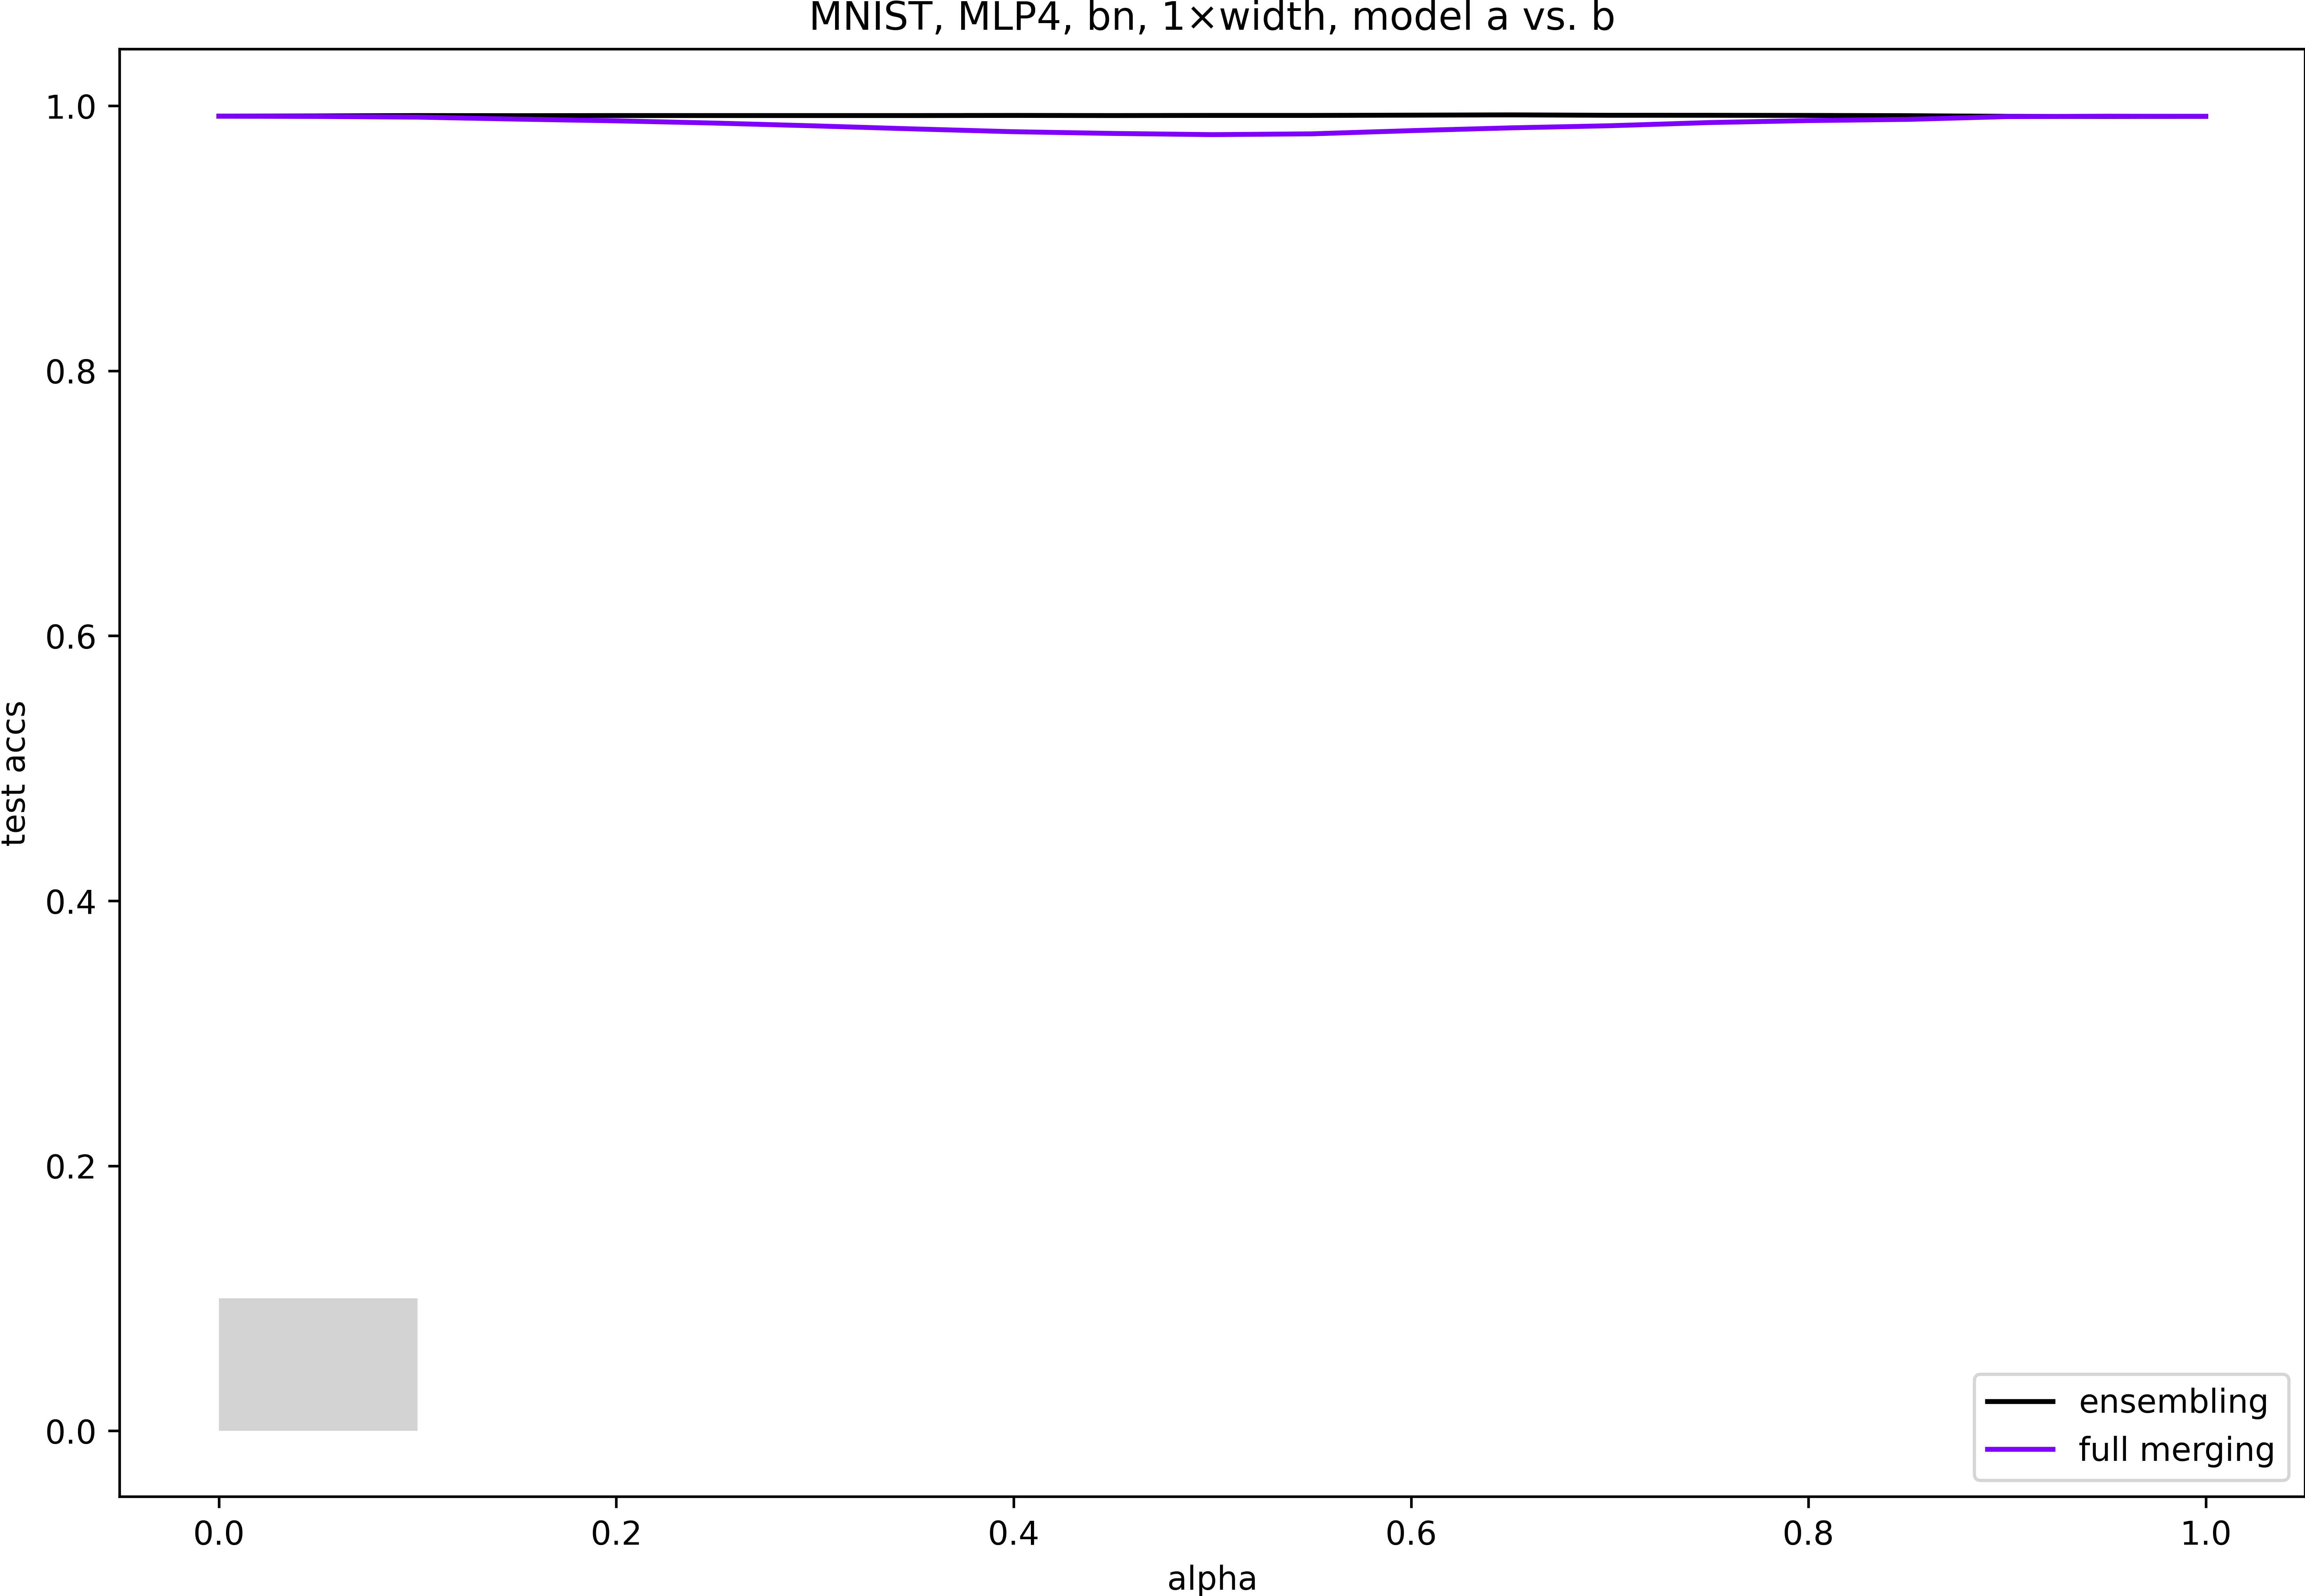 MNIST, MLP4, bn, 1×width, model a vs. b
1.0
0.8
0.6
0.4
0.2
0.0
test accs
0.0 0.2 0.4 0.6 0.8 1.0
alpha
ensembling
full merging